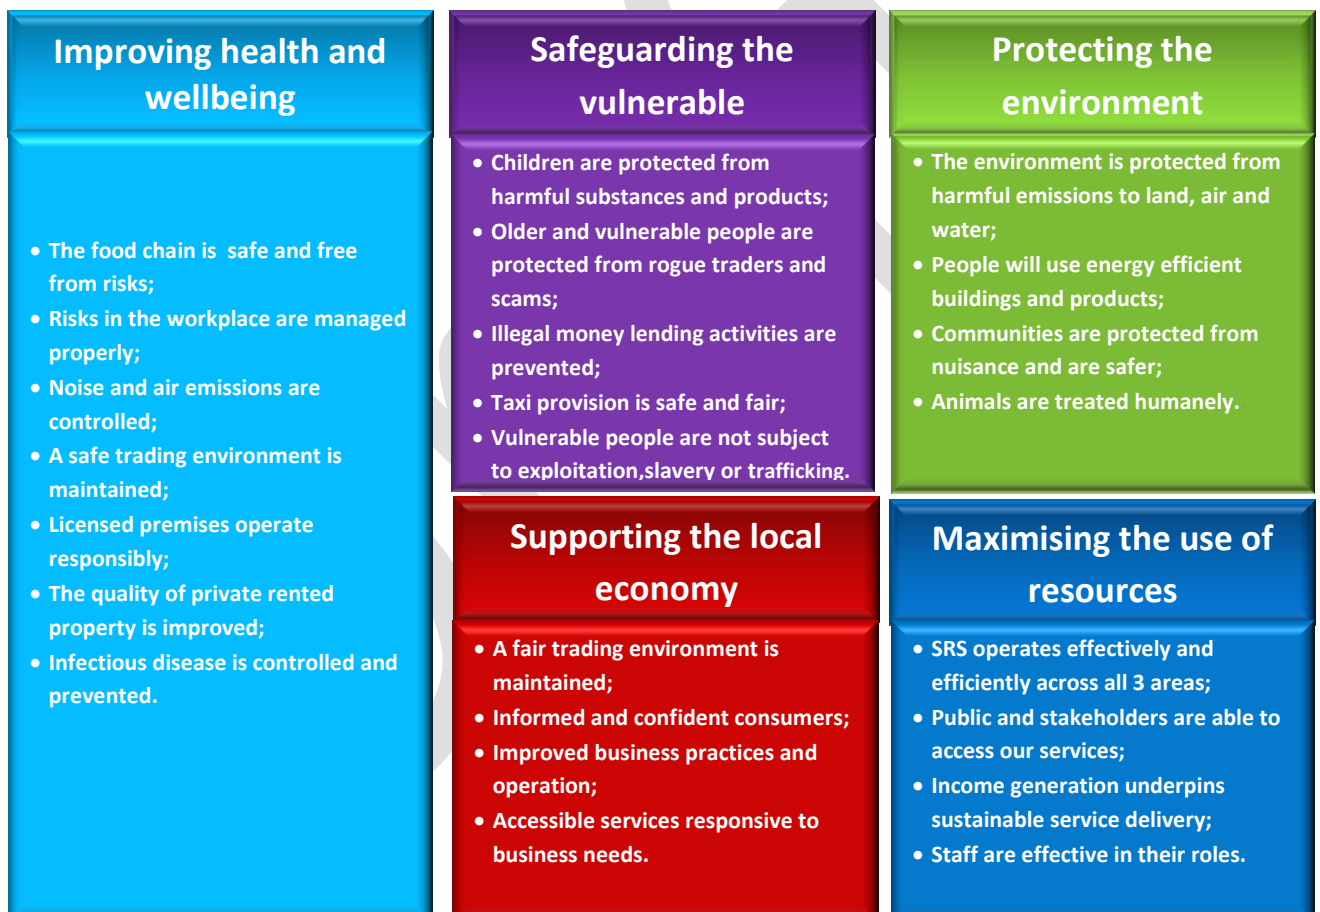 Improving health and
wellbeing
• The food chain is  safe and free
from risks;
• Risks in the workplace are managed
properly;
• Noise and air emissions are
controlled;
• A safe trading environment is
maintained;
• Licensed premises operate
responsibly;
• The quality of private rented
property is improved;
• Infectious disease is controlled and
prevented.
Safeguarding the
vulnerable
• Children are protected from
harmful substances and products;
• Older and vulnerable people are
protected from rogue traders and
scams;
• Illegal money lending activities are
prevented;
• Taxi provision is safe and fair;
• Vulnerable people are not subject
to exploitation,slavery or trafficking.
Protecting the
environment
• The environment is protected from
harmful emissions to land, air and
water;
• People will use energy efficient
buildings and products;
• Communities are protected from
nuisance and are safer;
• Animals are treated humanely.
Supporting the local
economy
• A fair trading environment is
maintained;
• Informed and confident consumers;
• Improved business practices and
operation;
• Accessible services responsive to
business needs.
Maximising the use of
resources
• SRS operates effectively and
efficiently across all 3 areas;
• Public and stakeholders are able to
access our services;
• Income generation underpins
sustainable service delivery;
• Staff are effective in their roles.